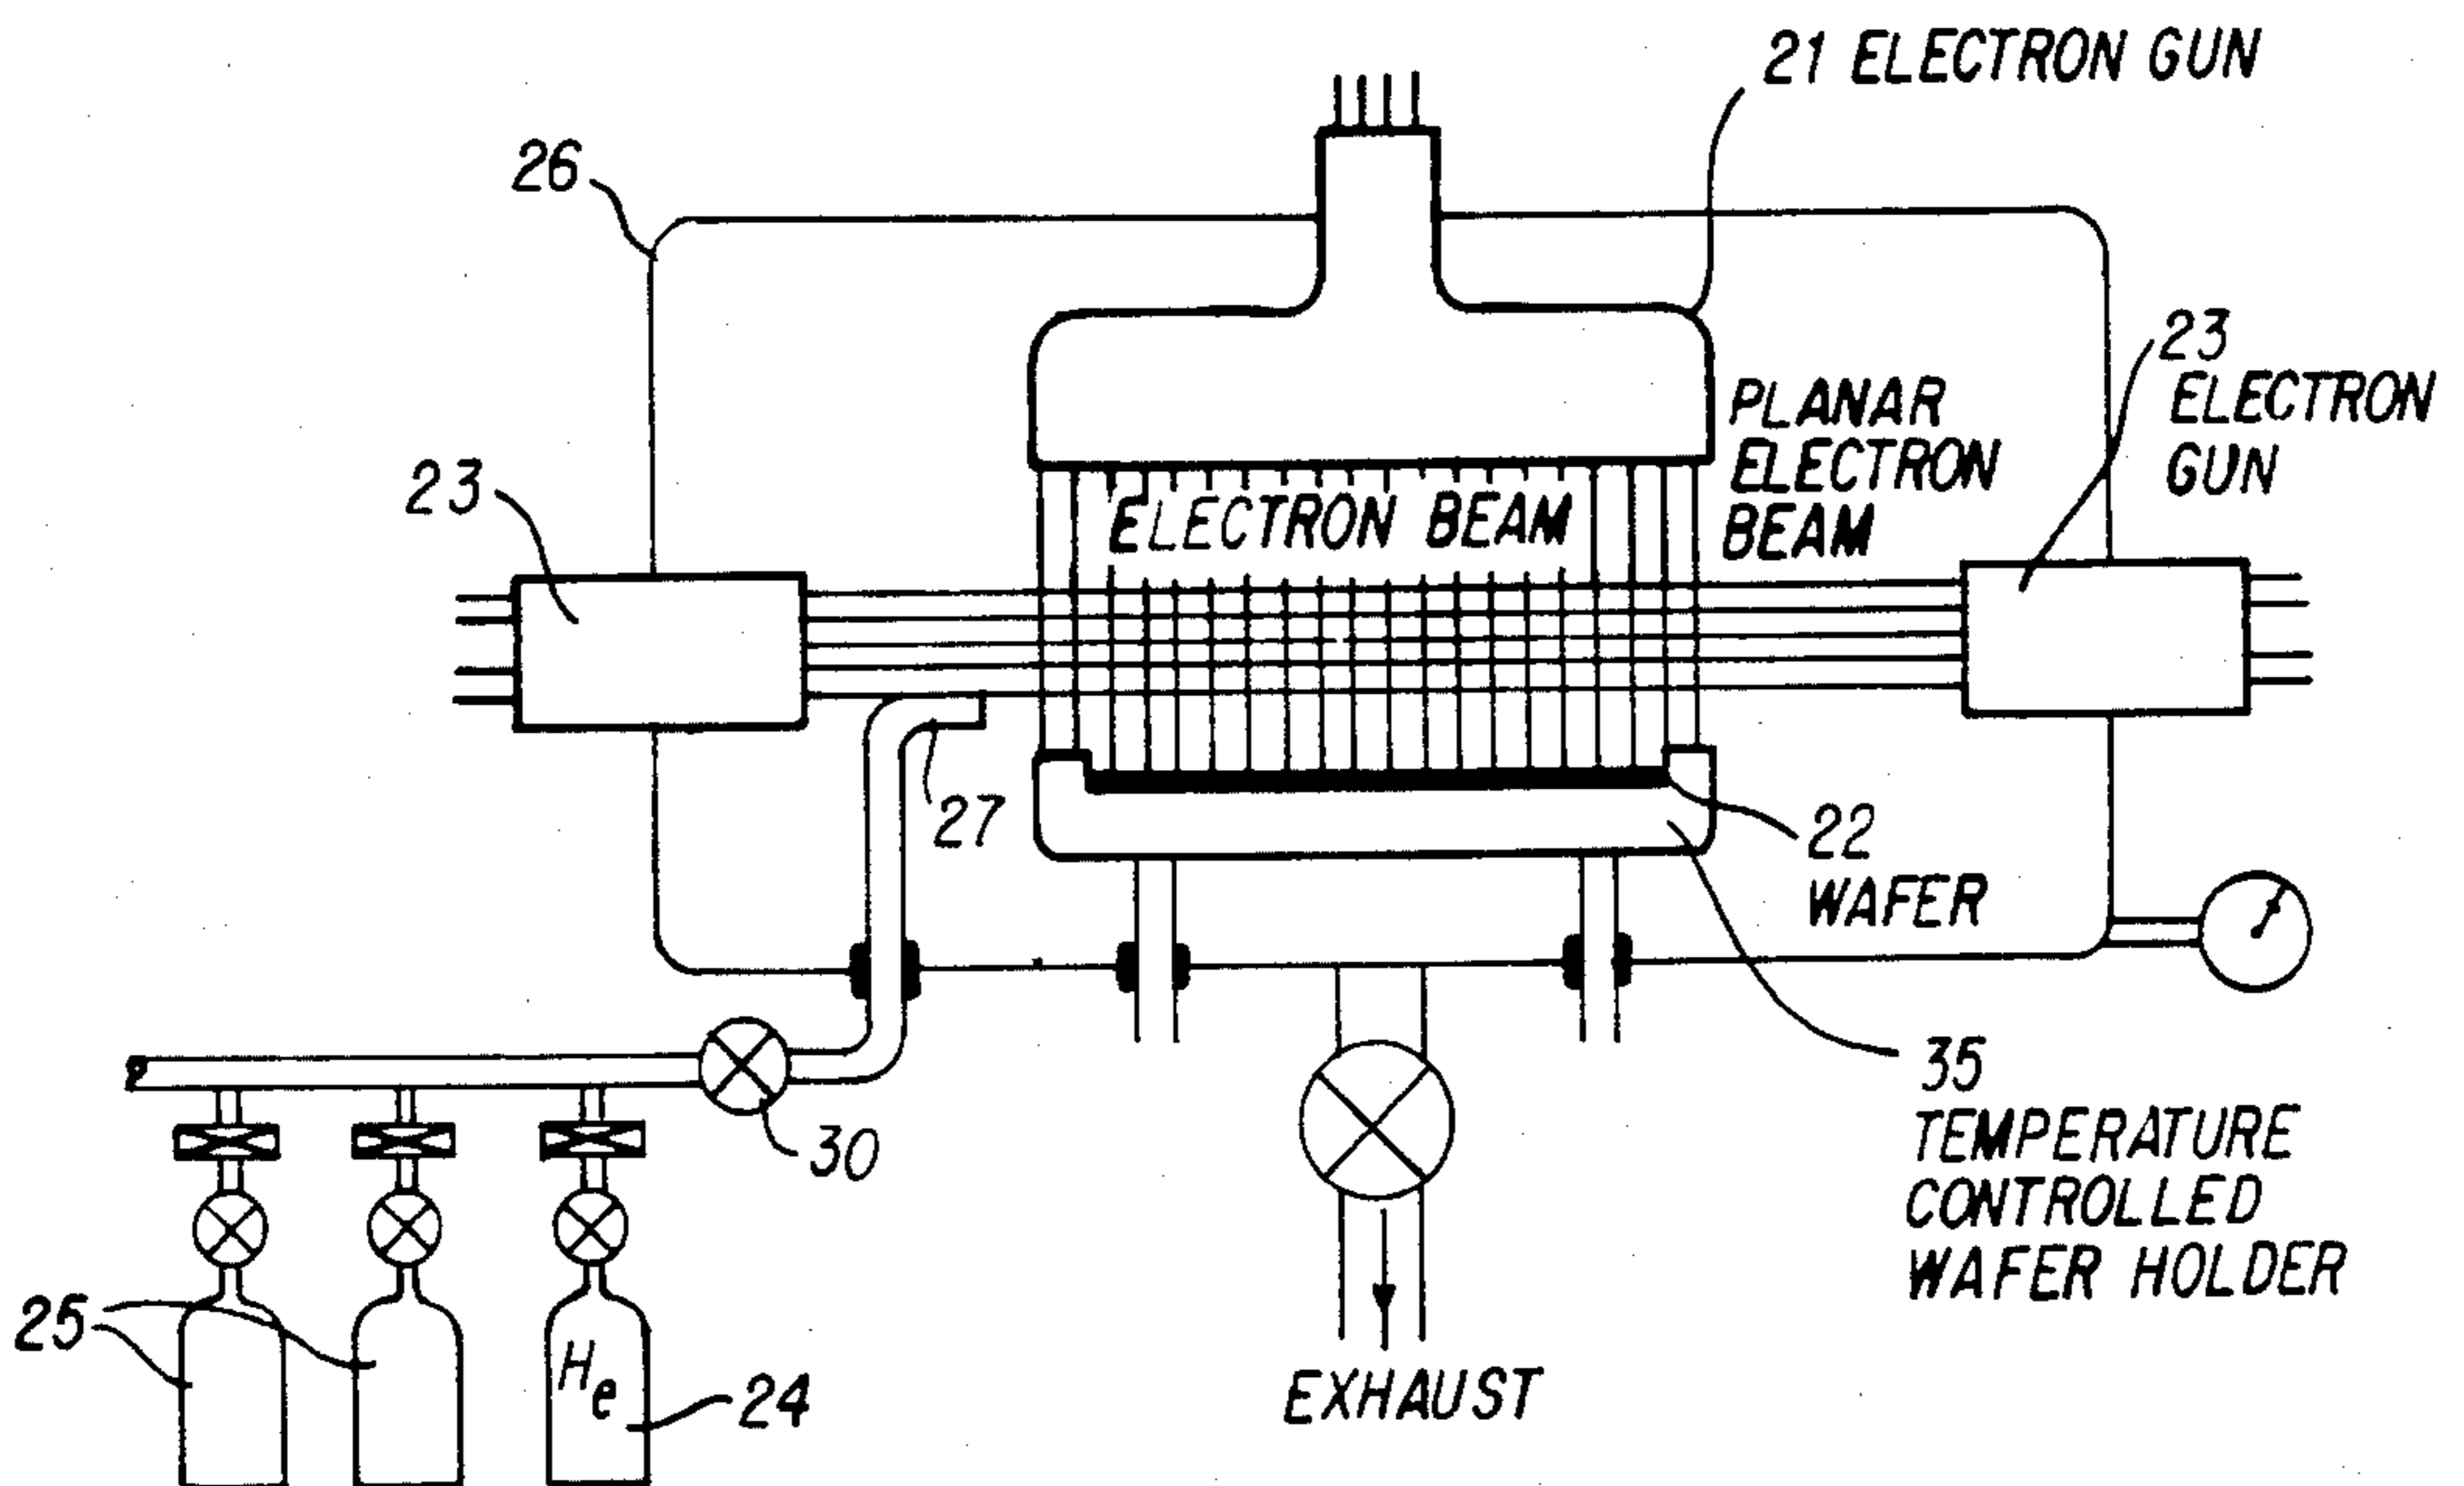 21 ELECTRON GUN
26
23
ELECTRON
GUN
PLANAR
ELECTRON
BEAM
23
ELECTRON BEAM
27
22
WAFER
30
35
TEMPERATURE
CONTROLLED
WAFER HOLDER
25
He
24
EXHAUST